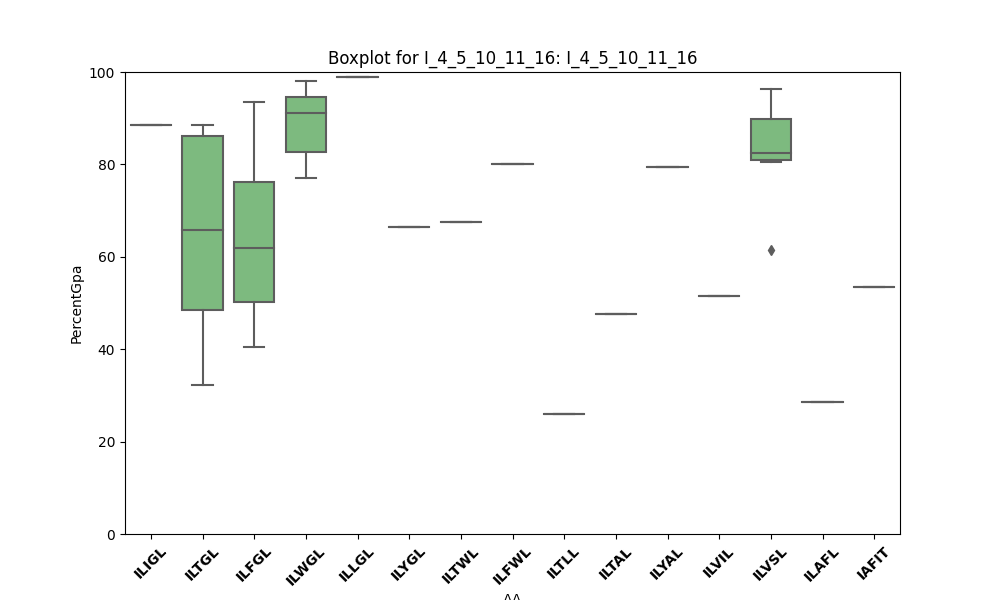 Boxplot for I_4_5_10_11_16: I_4_5_10_11_16
100
80
60
40
20
0
PercentGpa
ILIGL
ILTGL
ILFGL
ILWGL
ILLGL
ILYGL
ILTWL
ILFWL
ILTLL
ILTAL
ILYAL
ILVIL
ILVSL
ILAFL
IAFIT
AA